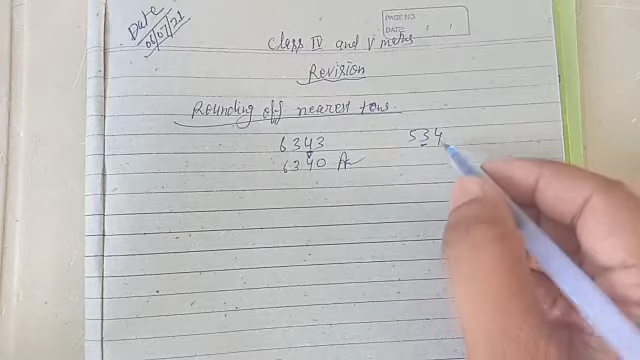 Date
01/07/21
PAGE NO.
DATE: / /
Class IV and V maths
Revision
Rounding off nearest tens.
6343
534
6340 Ans